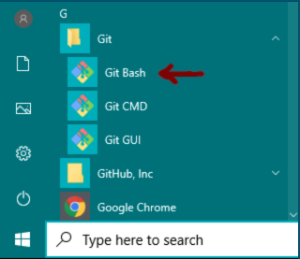 G
Git
Git Bash
Git CMD
Git GUI
GitHub, Inc
Google Chrome
Type here to search